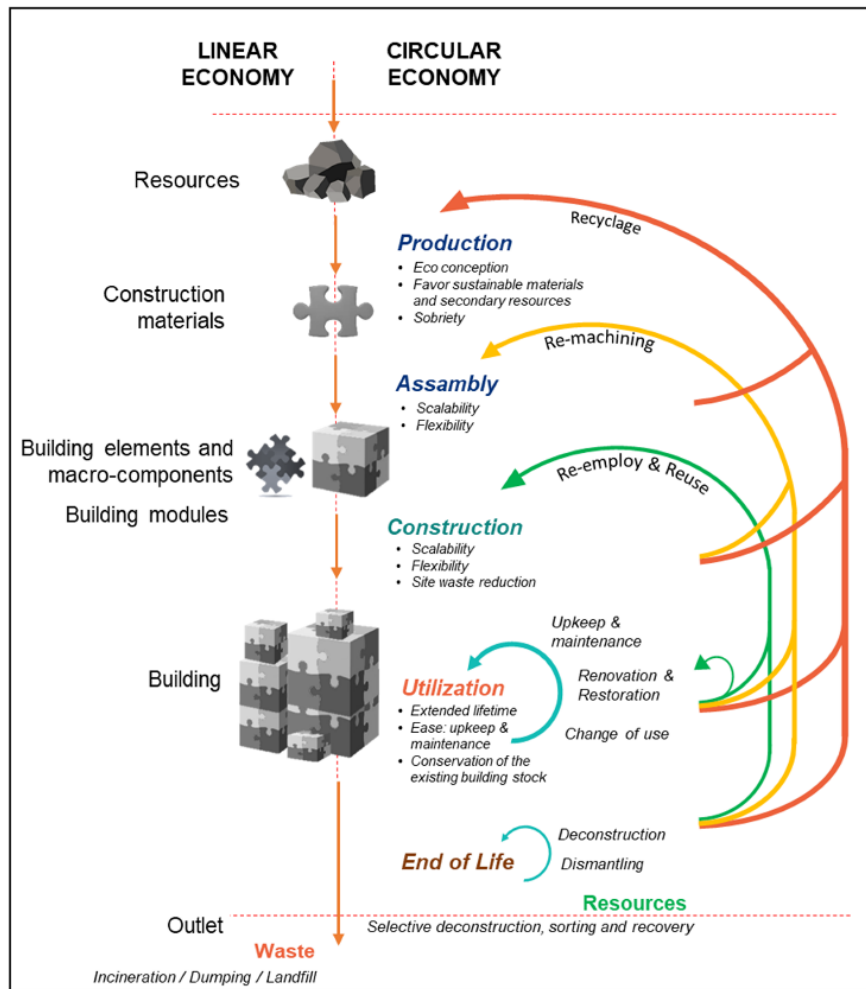 LINEAR ECONOMY
CIRCULAR ECONOMY
Resources
Recyclage
Production
• Eco conception
• Favor sustainable materials
and secondary resources
• Sobriety
Construction
materials
Re-machining
Assambly
• Scalability
• Flexibility
Building elements and
macro-components
Building modules
Re-employ & Reuse
Construction
• Scalability
• Flexibility
• Site waste reduction
Upkeep &
maintenance
Building
Renovation &
Restoration
Utilization
• Extended lifetime
• Ease: upkeep &
maintenance
• Conservation of the
existing building stock
Change of use
Deconstruction
End of Life
Dismantling
Resources
Outlet
Selective deconstruction, sorting and recovery
Waste
Incineration / Dumping / Landfill